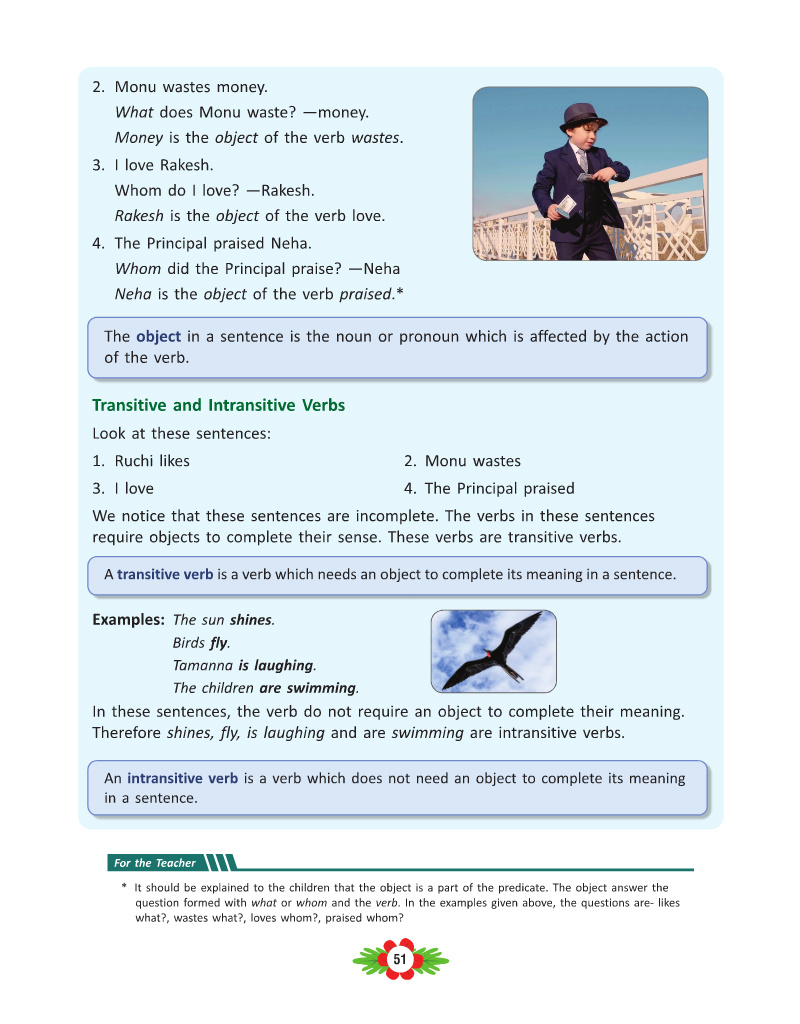 2. Monu wastes money.
What does Monu waste? —money.
Money is the object of the verb wastes.
3. I love Rakesh.
Whom do I love? —Rakesh.
Rakesh is the object of the verb love.
4. The Principal praised Neha.
Whom did the Principal praise? —Neha
Neha is the object of the verb praised.*
The object in a sentence is the noun or pronoun which is affected by the action
of the verb.
Transitive and Intransitive Verbs
Look at these sentences:
1. Ruchi likes 2. Monu wastes
3. I love 4. The Principal praised
We notice that these sentences are incomplete. The verbs in these sentences
require objects to complete their sense. These verbs are transitive verbs.
A transitive verb is a verb which needs an object to complete its meaning in a sentence.
Examples: The sun shines.
Birds fly.
Tamanna is laughing.
The children are swimming.
In these sentences, the verb do not require an object to complete their meaning.
Therefore shines, fly, is laughing and are swimming are intransitive verbs.
An intransitive verb is a verb which does not need an object to complete its meaning
in a sentence.
For the Teacher
* It should be explained to the children that the object is a part of the predicate. The object answer the
question formed with what or whom and the verb. In the examples given above, the questions are- likes
what?, wastes what?, loves whom?, praised whom?
51